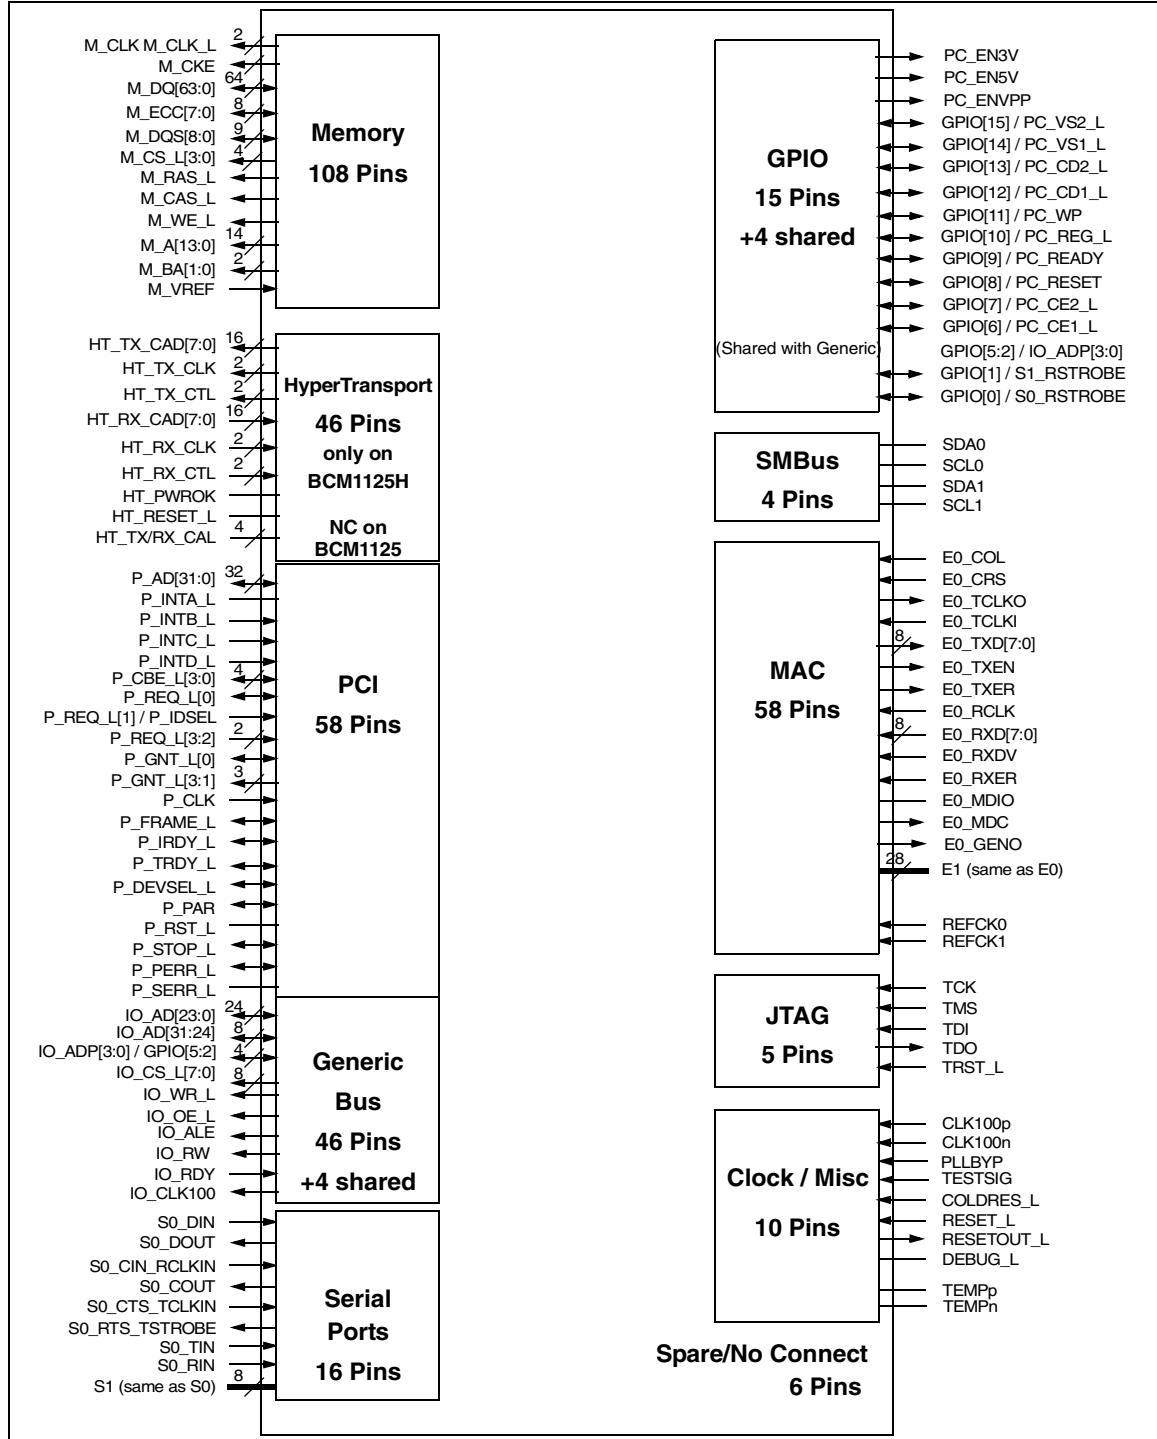 M_CLK M_CLK_L 2
M_CKE
M_DQ[63:0] 64
M_ECC[7:0] 8
M_DQS[8:0] 9
M_CS_L[3:0] 4
M_RAS_L
M_CAS_L
M_WE_L
M_A[13:0] 14
M_BA[1:0] 2
M_VREF
Memory
108 Pins
HT_TX_CAD[7:0] 16
HT_TX_CLK 2
HT_TX_CTL 2
HT_RX_CAD[7:0] 16
HT_RX_CLK 2
HT_RX_CTL 2
HT_PWROK
HT_RESET_L
HT_TX/RX_CAL 4
HyperTransport
46 Pins
only on
BCM1125H
NC on
BCM1125
P_AD[31:0] 32
P_INTA_L
P_INTB_L
P_INTC_L
P_INTD_L
P_CBE_L[3:0] 4
P_REQ_L[0]
P_REQ_L[1] / P_IDSEL
P_REQ_L[3:2] 2
P_GNT_L[0]
P_GNT_L[3:1] 3
P_CLK
P_FRAME_L
P_IRDY_L
P_TRDY_L
P_DEVSEL_L
P_PAR
P_RST_L
P_STOP_L
P_PERR_L
P_SERR_L
PCI
58 Pins
IO_AD[23:0] 24
IO_AD[31:24] 8
IO_ADP[3:0] / GPIO[5:2] 4
IO_CS_L[7:0] 8
IO_WR_L
IO_OE_L
IO_ALE
IO_RW
IO_RDY
IO_CLK100
Generic
Bus
46 Pins
+4 shared
S0_DIN
S0_DOUT
S0_CIN_RCLKIN
S0_COUT
S0_CTS_TCLKIN
S0_RTS_TSTROBE
S0_TIN
S0_RIN
S1 (same as S0) 8
Serial
Ports
16 Pins
GPIO
15 Pins
+4 shared
(Shared with Generic)
PC_EN3V
PC_EN5V
PC_ENVPP
GPIO[15] / PC_VS2_L
GPIO[14] / PC_VS1_L
GPIO[13] / PC_CD2_L
GPIO[12] / PC_CD1_L
GPIO[11] / PC_WP
GPIO[10] / PC_REG_L
GPIO[9] / PC_READY
GPIO[8] / PC_RESET
GPIO[7] / PC_CE2_L
GPIO[6] / PC_CE1_L
GPIO[5:2] / IO_ADP[3:0]
GPIO[1] / S1_RSTROBE
GPIO[0] / S0_RSTROBE
SMBus
4 Pins
SDA0
SCL0
SDA1
SCL1
MAC
58 Pins
E0_COL
E0_CRS
E0_TCLKO
E0_TCLKI
8 E0_TXD[7:0]
E0_TXEN
E0_TXER
E0_RCLK
8 E0_RXD[7:0]
E0_RXDV
E0_RXER
E0_MDIO
E0_MDC
E0_GENO
28 E1 (same as E0)
REFCK0
REFCK1
JTAG
5 Pins
TCK
TMS
TDI
TDO
TRST_L
Clock / Misc
10 Pins
CLK100p
CLK100n
PLLBYP
TESTSIG
COLDRES_L
RESET_L
RESETOUT_L
DEBUG_L
TEMPp
TEMPn
Spare/No Connect
6 Pins